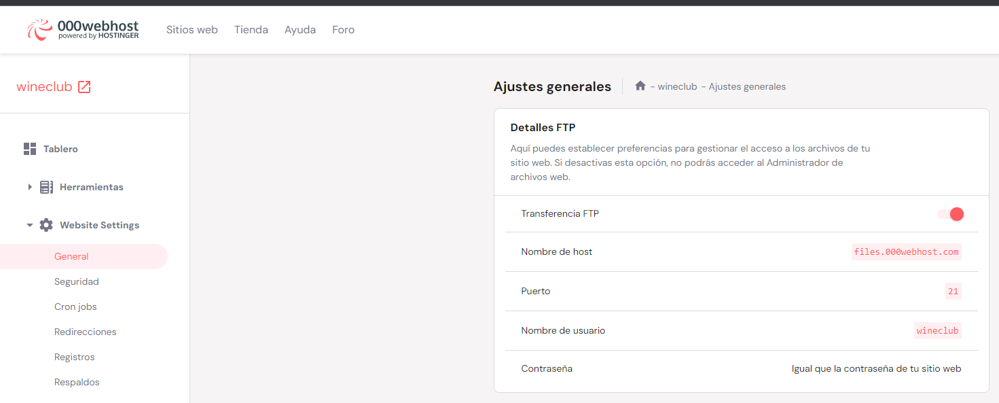 000webhost
powered by HOSTINGER
Sitios web
Tienda
Ayuda
Foro
wineclub
Tablero
Herramientas
Website Settings
General
Seguridad
Cron jobs
Redirecciones
Registros
Respaldos
Ajustes generales
- wineclub - Ajustes generales
Detalles FTP
Aquí puedes establecer preferencias para gestionar el acceso a los archivos de tu
sitio web. Si desactivas esta opción, no podrás acceder al Administrador de
archivos web.
Transferencia FTP
Nombre de host files.000webhost.com
Puerto 21
Nombre de usuario wineclub
Contraseña Igual que la contraseña de tu sitio web